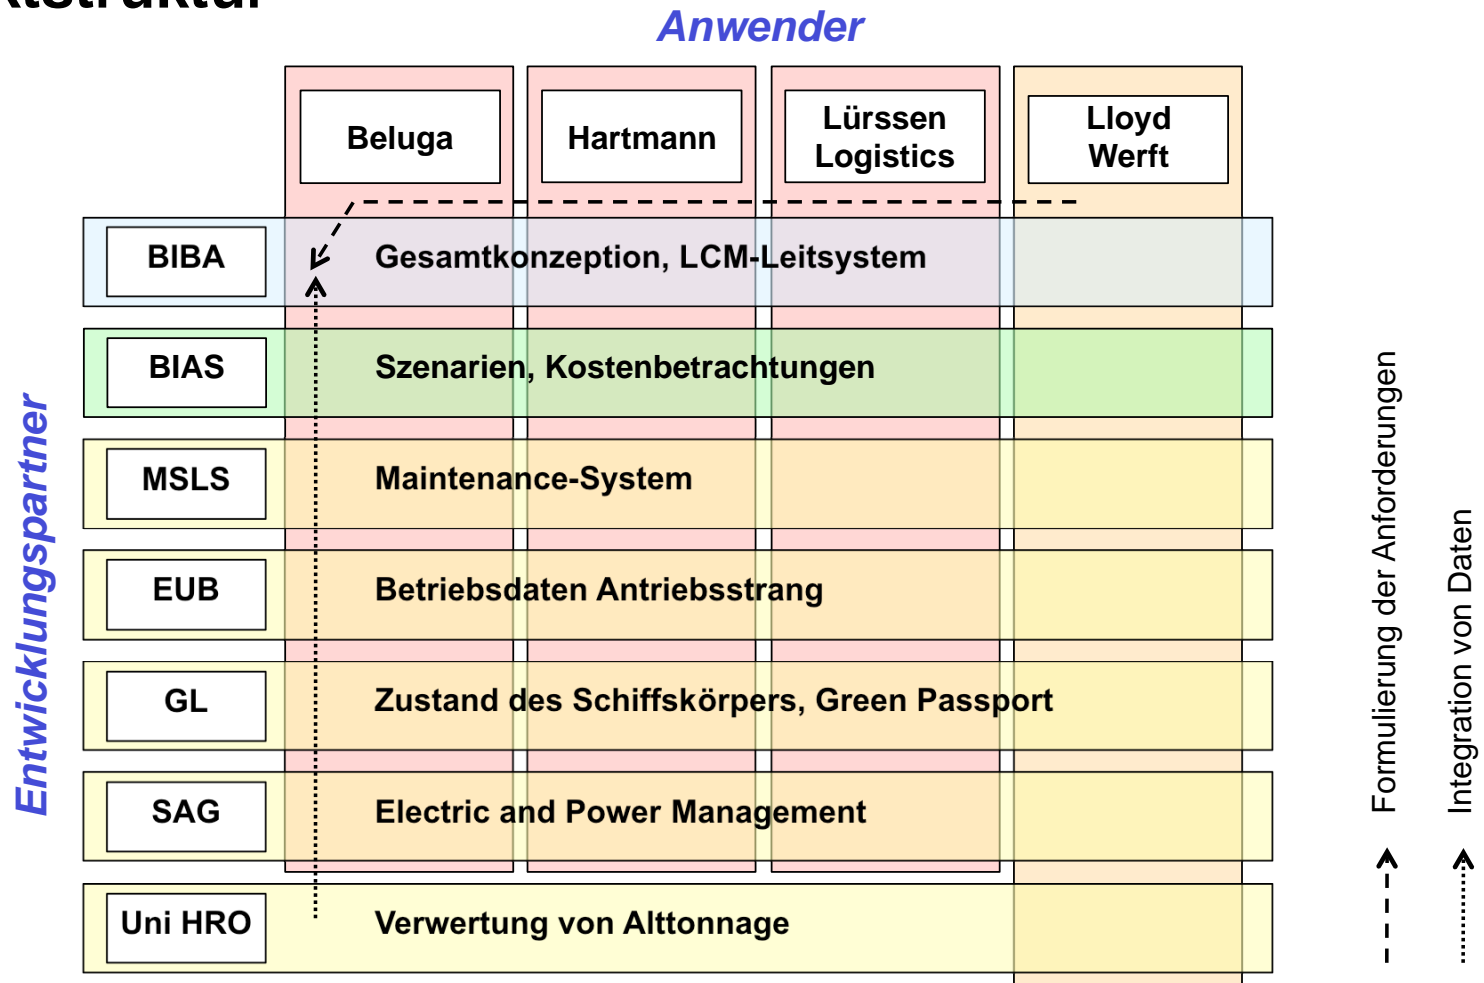 Anwender
Beluga
Hartmann
Lürssen
Logistics
Lloyd
Werft
Entwicklungspartner
BIBA
Gesamtkonzeption, LCM-Leitsystem
BIAS
Szenarien, Kostenbetrachtungen
MSLS
Maintenance-System
EUB
Betriebsdaten Antriebsstrang
GL
Zustand des Schiffskörpers, Green Passport
SAG
Electric and Power Management
Uni HRO
Verwertung von Alttonnage
Formulierung der Anforderungen
Integration von Daten